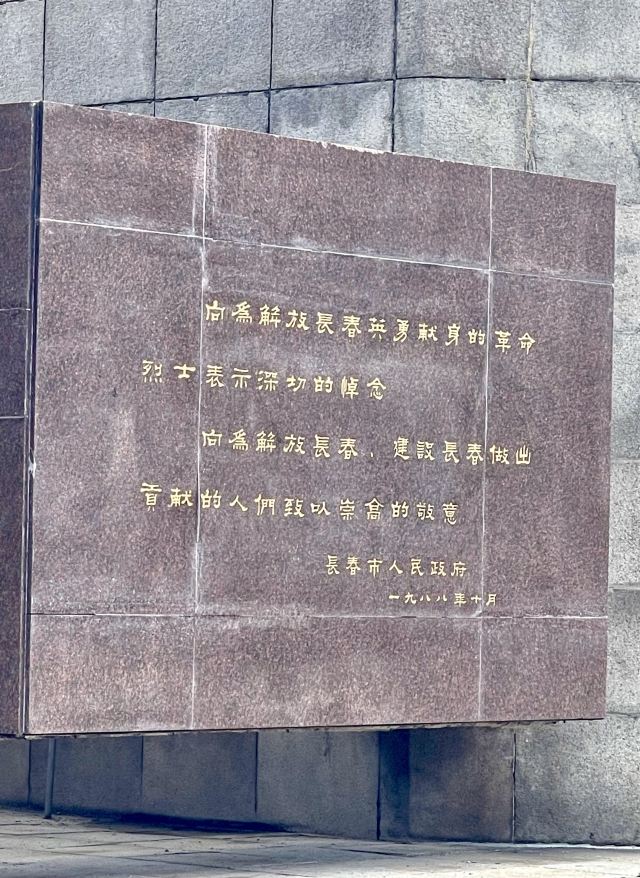 向為解放長春英勇献身的革命
烈士表示深切的悼念
向為解放長春、建設長春做出
貢献的人們致以崇高的敬意
長春市人民政府
一九八八年十月